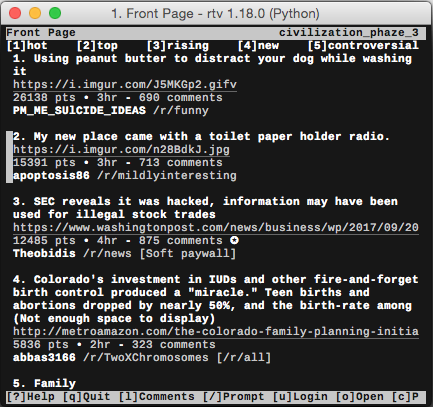 1. Front Page - rtv 1.18.0 (Python)
Front Page civilization_phaze_3
[1]hot [2]top [3]rising [4]new [5]controversial
1. Using peanut butter to distract your dog while washing
it
https://i.imgur.com/J5MKGp2.gifv
26138 pts • 3hr - 690 comments
PM_ME_SUlCIDE_IDEAS /r/funny
2. My new place came with a toilet paper holder radio.
https://i.imgur.com/n28BdkJ.jpg
15391 pts • 3hr - 713 comments
apoptosis86 /r/mildlyinteresting
3. SEC reveals it was hacked, information may have been
used for illegal stock trades
https://www.washingtonpost.com/news/business/wp/2017/09/20
12485 pts • 4hr - 875 comments ✪
Theobidis /r/news [Soft paywall]
4. Colorado's investment in IUDs and other fire-and-forget
birth control produced a "miracle." Teen births and
abortions dropped by nearly 50%, and the birth-rate among
(Not enough space to display)
http://metroamazon.com/the-colorado-family-planning-initia
5836 pts • 2hr - 323 comments
abbas3166 /r/TwoXChromosomes [/r/all]
5. Family
[?]Help [q]Quit [l]Comments [/]Prompt [u]Login [o]Open [c]P